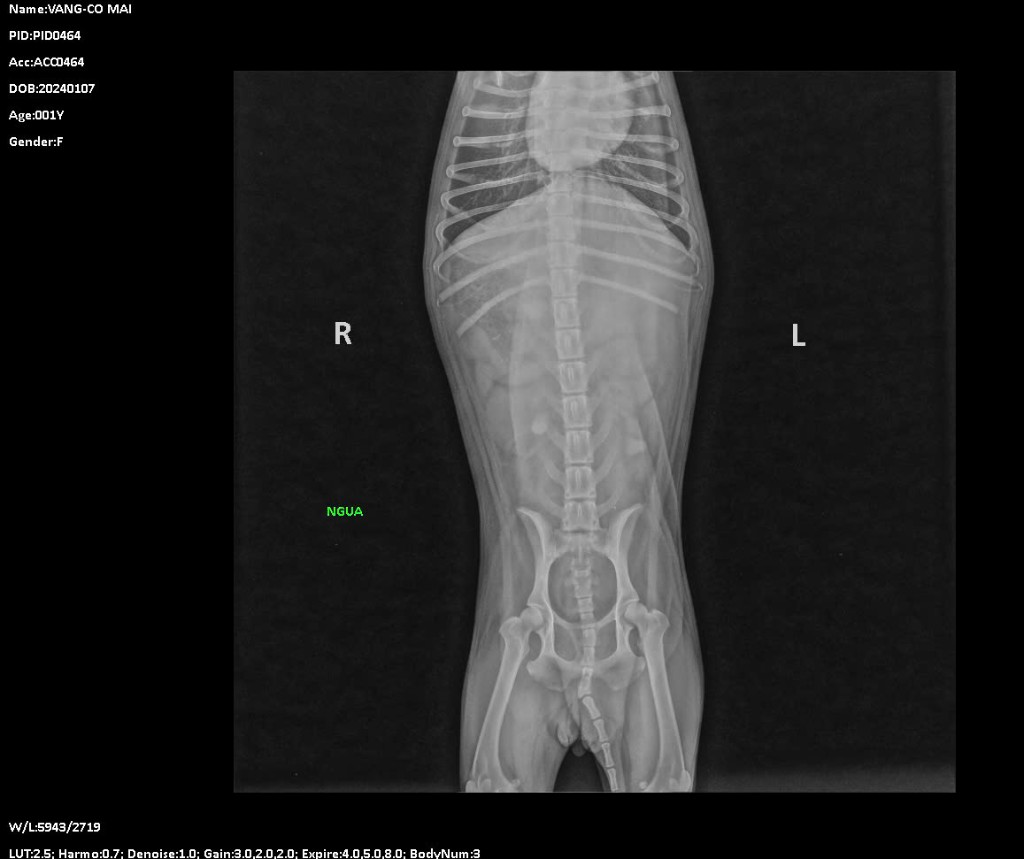 Name:VANG-CO MAI
PID:PID0464
Acc:ACC0464
DOB:20240107
Age:001Y
Gender:F
R
L
NGUA
W/L:5943/2719
LUT:2.5; Harmo:0.7; Denoise:1.0; Gain:3.0,2.0,2.0; Expire:4.0,5.0,8.0; BodyNum:3